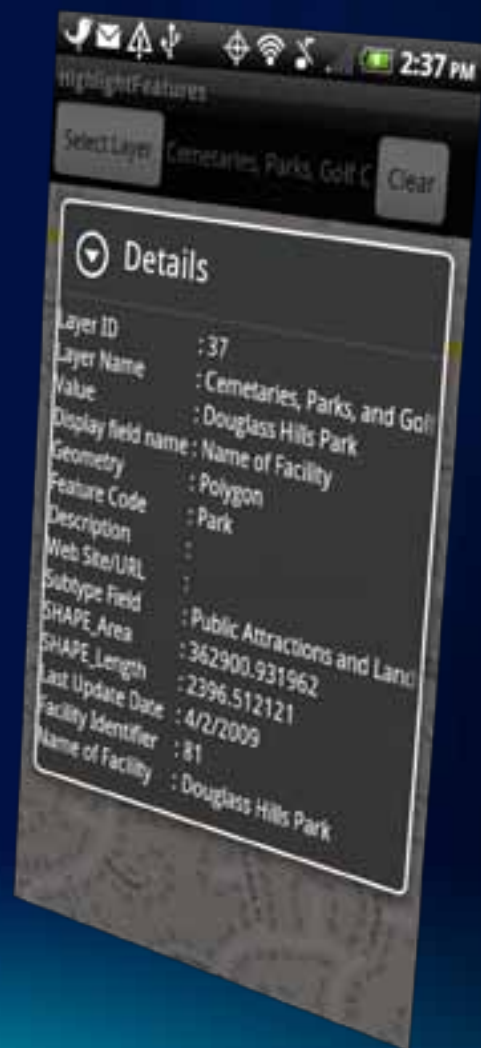 2:37 PM
HighlightFeatures
Select Layer Cemetaries, Parks, Golf C Clear
Details
Layer ID : 37
Layer Name : Cemetaries, Parks, and Golf
Value : Douglass Hills Park
Display field name : Name of Facility
Geometry : Polygon
Feature Code : Park
Description :
Web Site/URL :
Subtype Field : Public Attractions and Land
SHAPE_Area : 362900.931962
SHAPE_Length : 2396.512121
Last Update Date : 4/2/2009
Facility Identifier : 81
Name of Facility : Douglass Hills Park